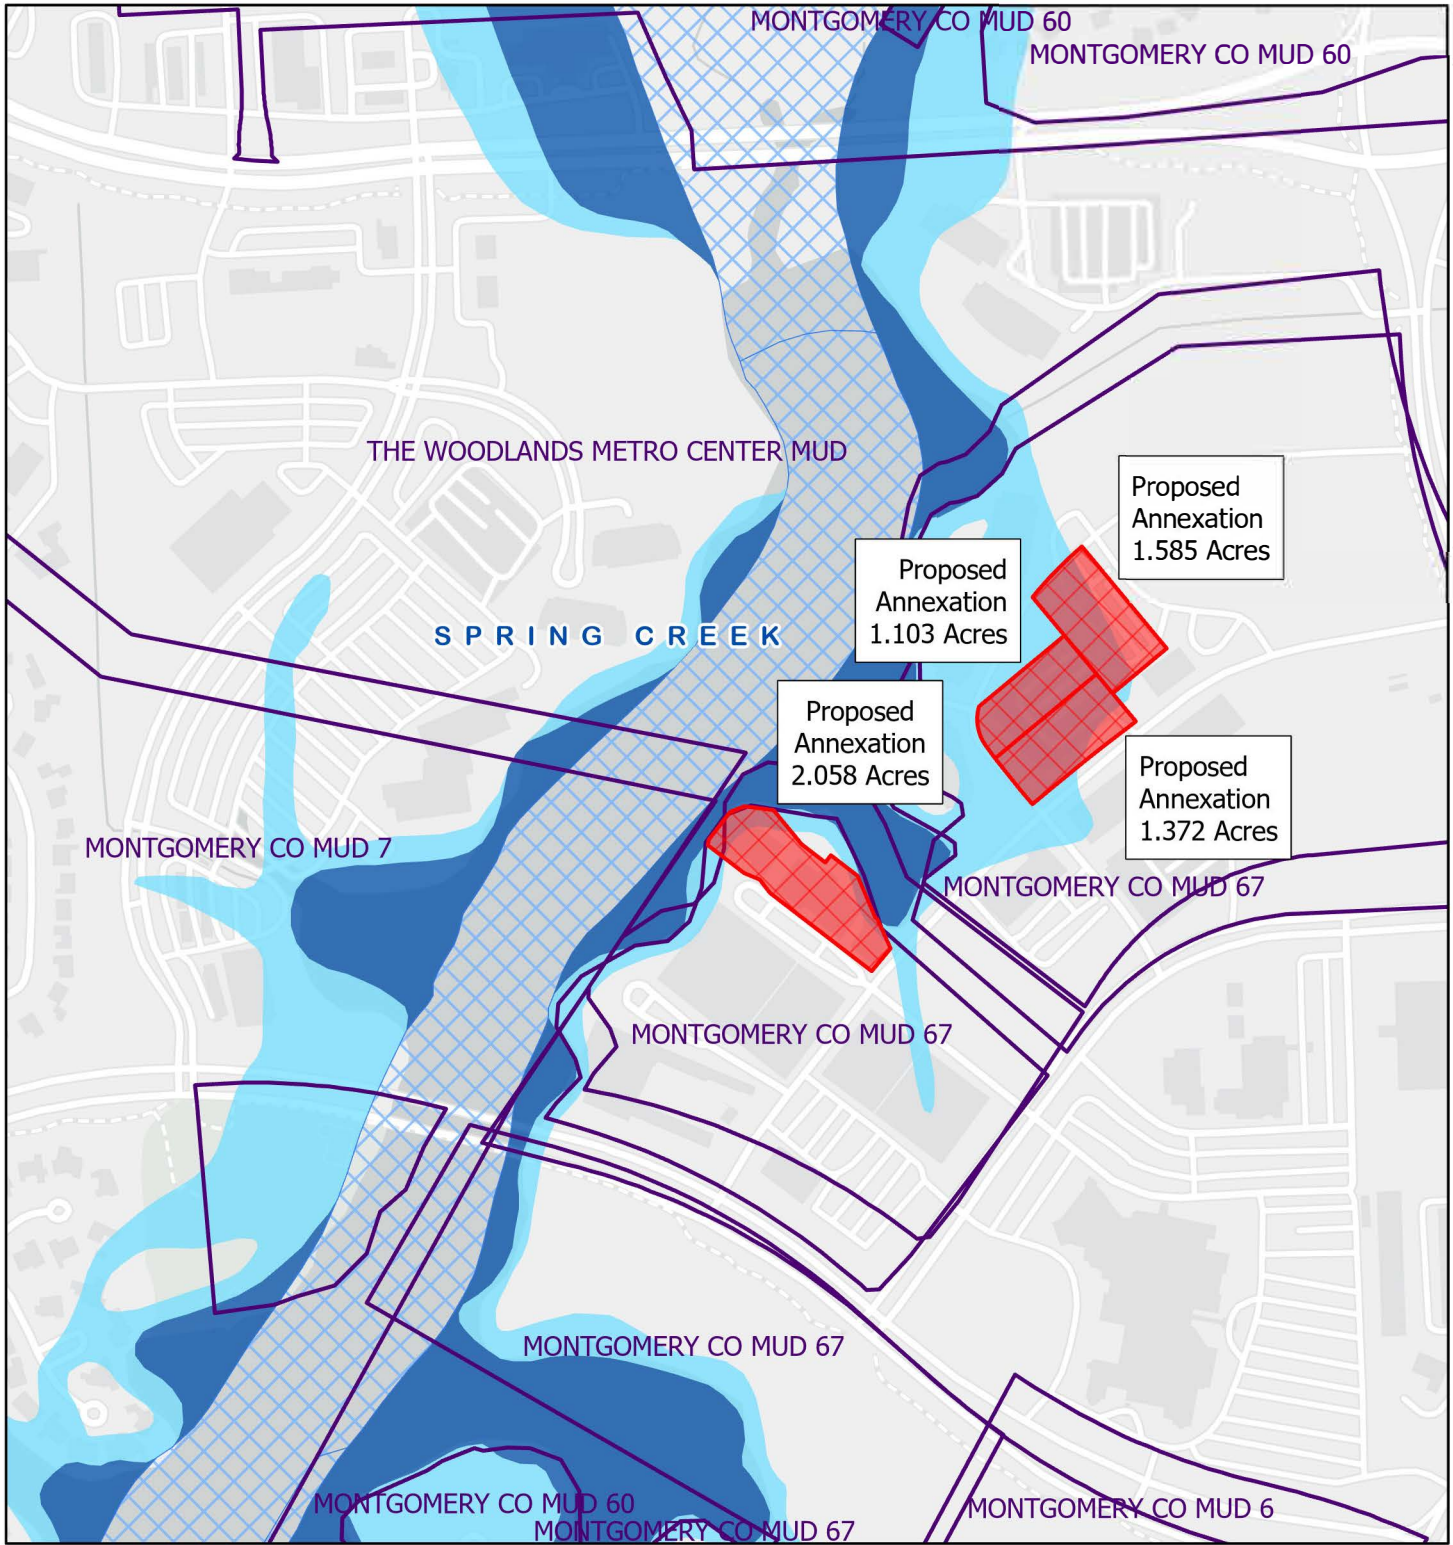 MONTGOMERY CO MUD 60
MONTGOMERY CO MUD 60
THE WOODLANDS METRO CENTER MUD
Proposed
Annexation
1.585 Acres
Proposed
Annexation
1.103 Acres
SPRING CREEK
Proposed
Annexation
2.058 Acres
Proposed
Annexation
1.372 Acres
MONTGOMERY CO MUD 7
MONTGOMERY CO MUD 67
MONTGOMERY CO MUD 67
MONTGOMERY CO MUD 67
MONTGOMERY CO MUD 60
MONTGOMERY CO MUD 6
MONTGOMERY CO MUD 67